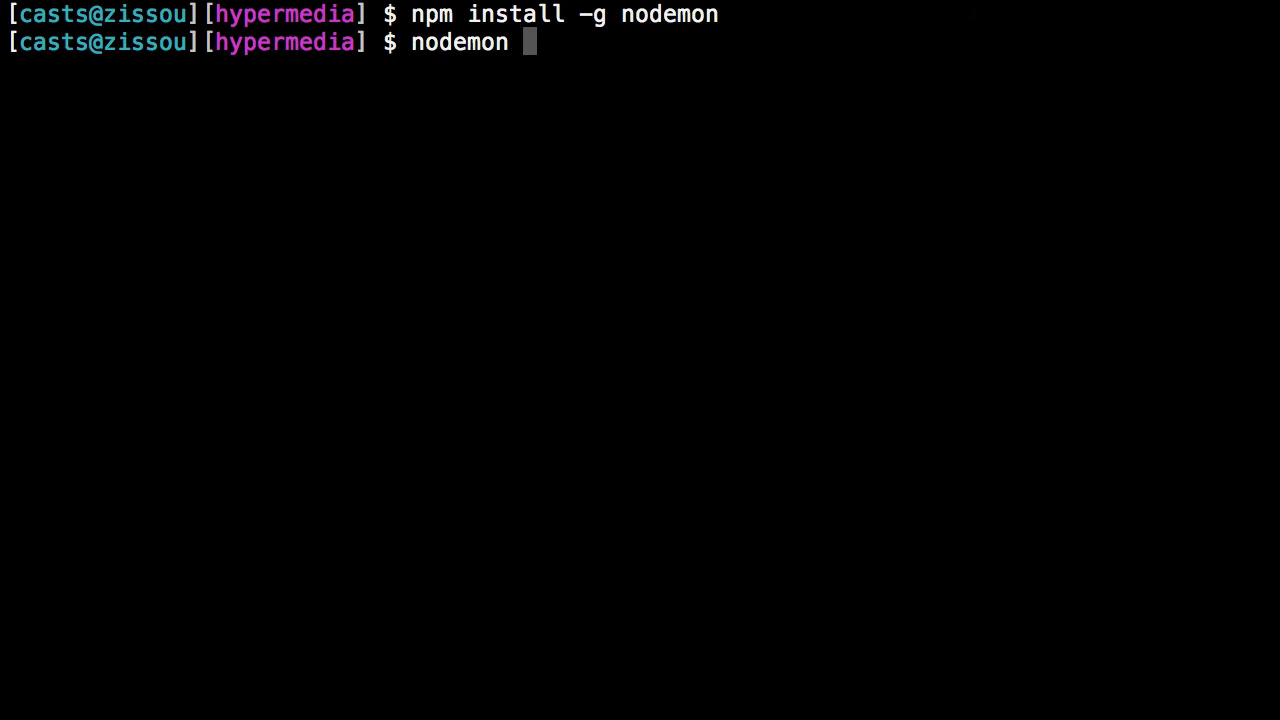 [casts@zissou][hypermedia] $ npm install -g nodemon
[casts@zissou][hypermedia] $ nodemon